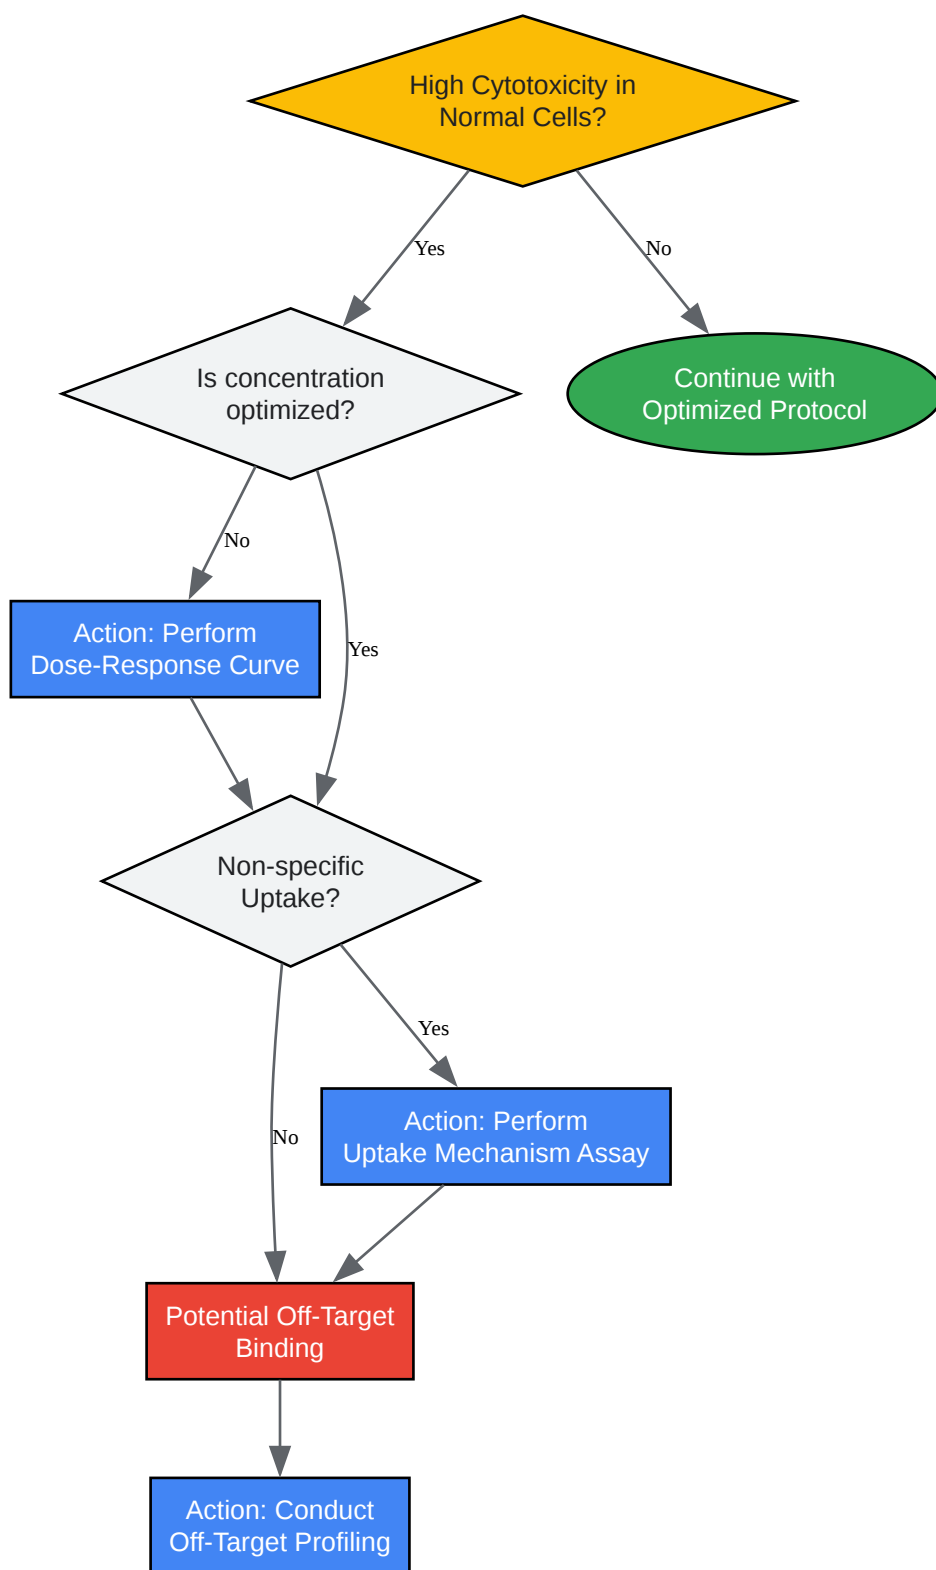 High Cytotoxicity in
Normal Cells?
Yes
No
Is concentration
optimized?
Continue with
Optimized Protocol
No
Action: Perform
Dose-Response Curve
Yes
Non-specific
Uptake?
Yes
Action: Perform
Uptake Mechanism Assay
No
Potential Off-Target
Binding
Action: Conduct
Off-Target Profiling